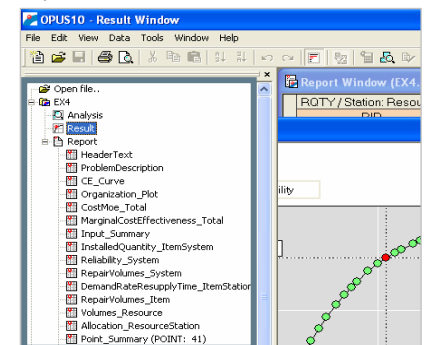 OPUS10 - Result Window
File Edit View Data Tools Window Help
Report Window (EX4.
Open file..
EX4
Analysis
Result
Report
HeaderText
ProblemDescription
CE_Curve
Organization_Plot
CostMoe_Total
MarginalCostEffectiveness_Total
Input_Summary
InstalledQuantity_ItemSystem
Reliability_System
RepairVolumes_System
DemandRateResupplyTime_ItemStation
RepairVolumes_Item
Volumes_Resource
Allocation_ResourceStation
Point_Summary (POINT: 41)
RQTY / Station: Resou
PID
ility